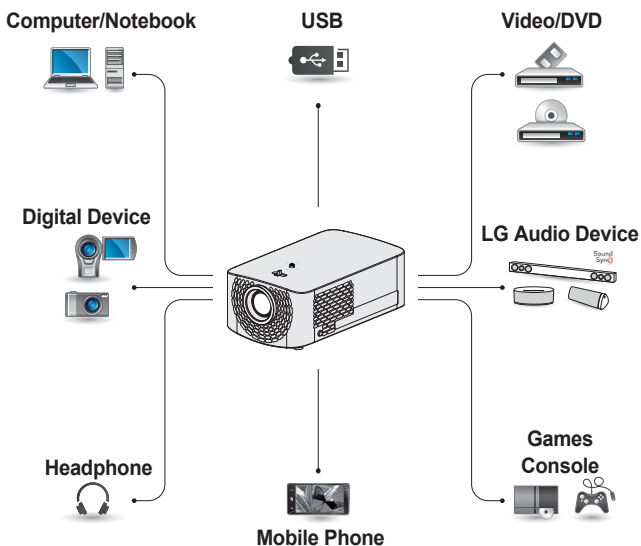 Computer/Notebook
USB
Video/DVD
Digital Device
LG Audio Device
Sound
Sync
Headphone
Games
Console
Mobile Phone